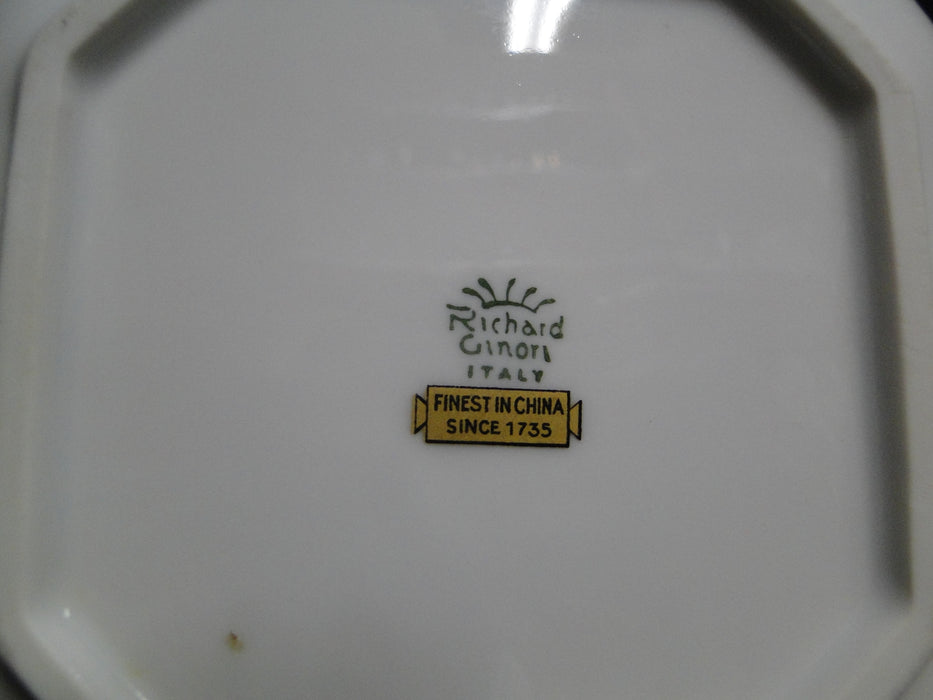 Richard
Ginori
ITALY
FINEST IN CHINA
SINCE 1735